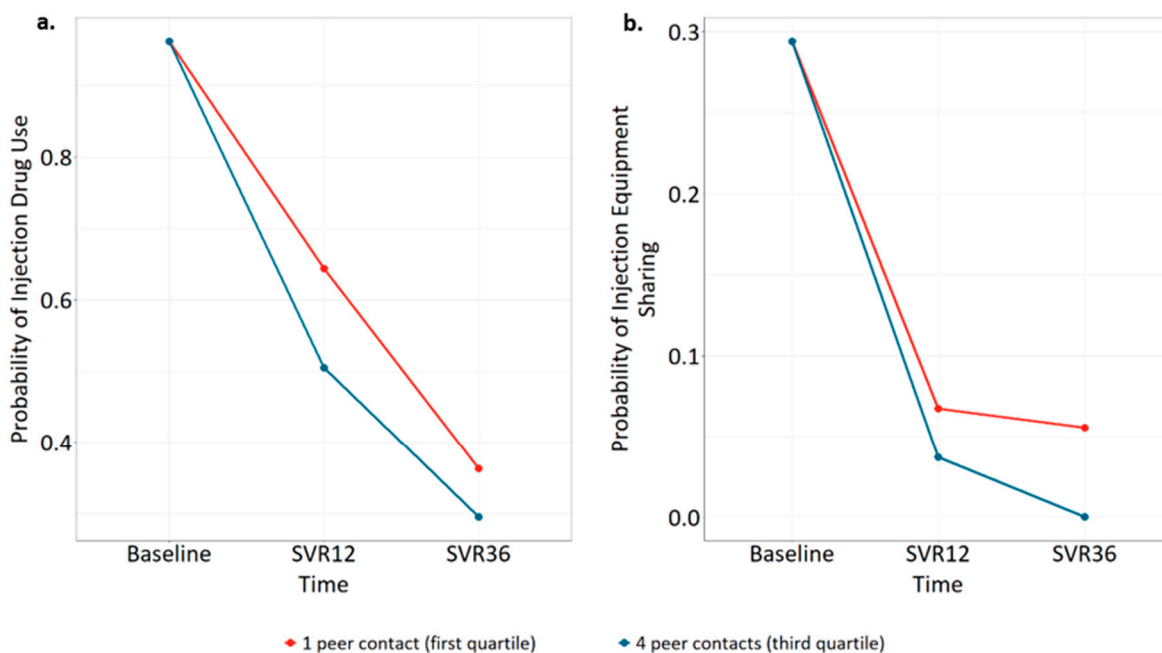 a.
Probability of Injection Drug Use
0.8
0.6
0.4
Baseline
SVR12
SVR36
Time
b.
Probability of Injection Equipment
Sharing
0.3
0.2
0.1
0.0
Baseline
SVR12
SVR36
Time
1 peer contact (first quartile)
4 peer contacts (third quartile)